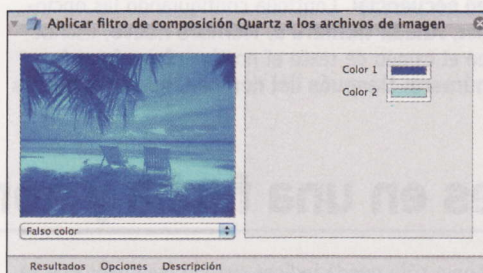 Aplicar filtro de composición Quartz a los archivos de imagen
Color 1
Color 2
Falso color
Resultados Opciones Descripción